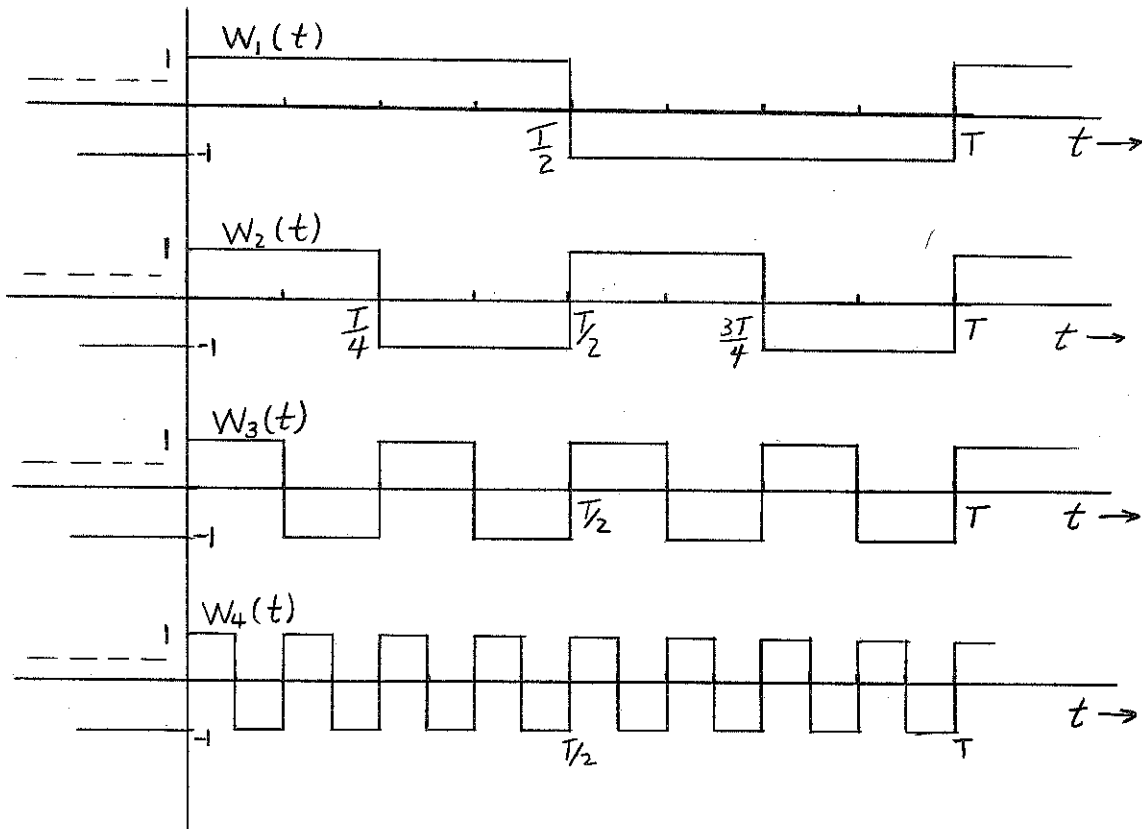 W₁(t)
1
-1
T/2
T
t →
W₂(t)
1
-1
T/4
T/2
3T/4
T
t →
W₃(t)
1
-1
T/2
T
t →
W₄(t)
1
-1
T/2
T
t →